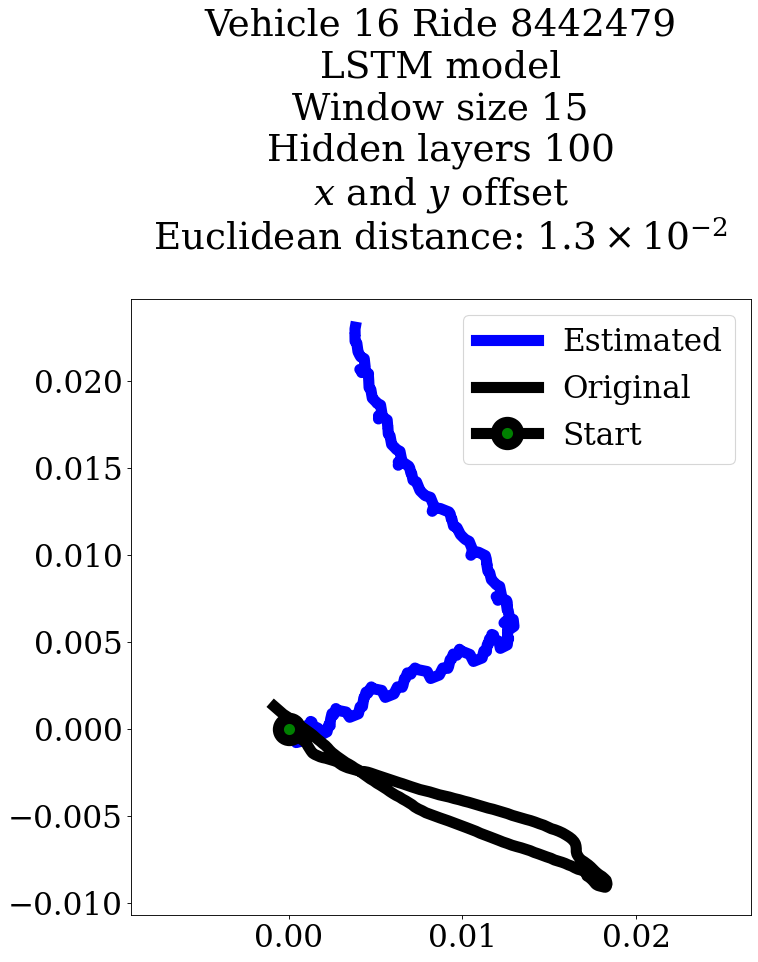 Vehicle 16 Ride 8442479
LSTM model
Window size 15
Hidden layers 100
x and y offset
Euclidean distance: 1.3 × 10⁻²
Estimated
Original
Start
0.020
0.015
0.010
0.005
0.000
−0.005
−0.010
0.00 0.01 0.02